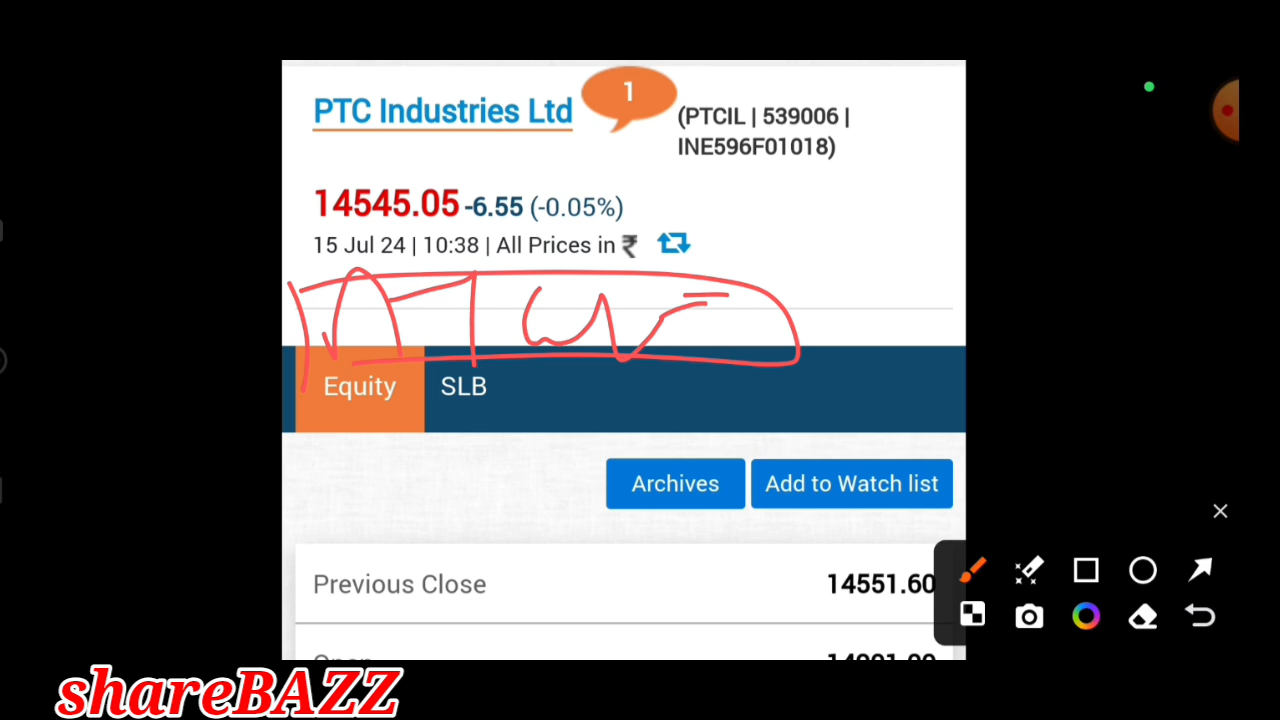 PTC Industries Ltd
1
(PTCIL | 539006 |
INE596F01018)
14545.05 -6.55 (-0.05%)
15 Jul 24 | 10:38 | All Prices in ₹
Equity SLB
Archives Add to Watch list
Previous Close 14551.60
Open
shareBAZZ